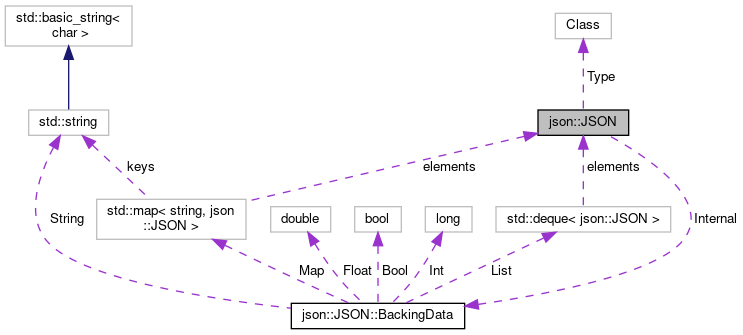 std::basic_string<
char >
Class
Type
std::string
json::JSON
keys
elements
elements
std::map< string, json
::JSON >
double
bool
long
std::deque< json::JSON >
String
Internal
Map
Float
Bool
Int
List
json::JSON::BackingData